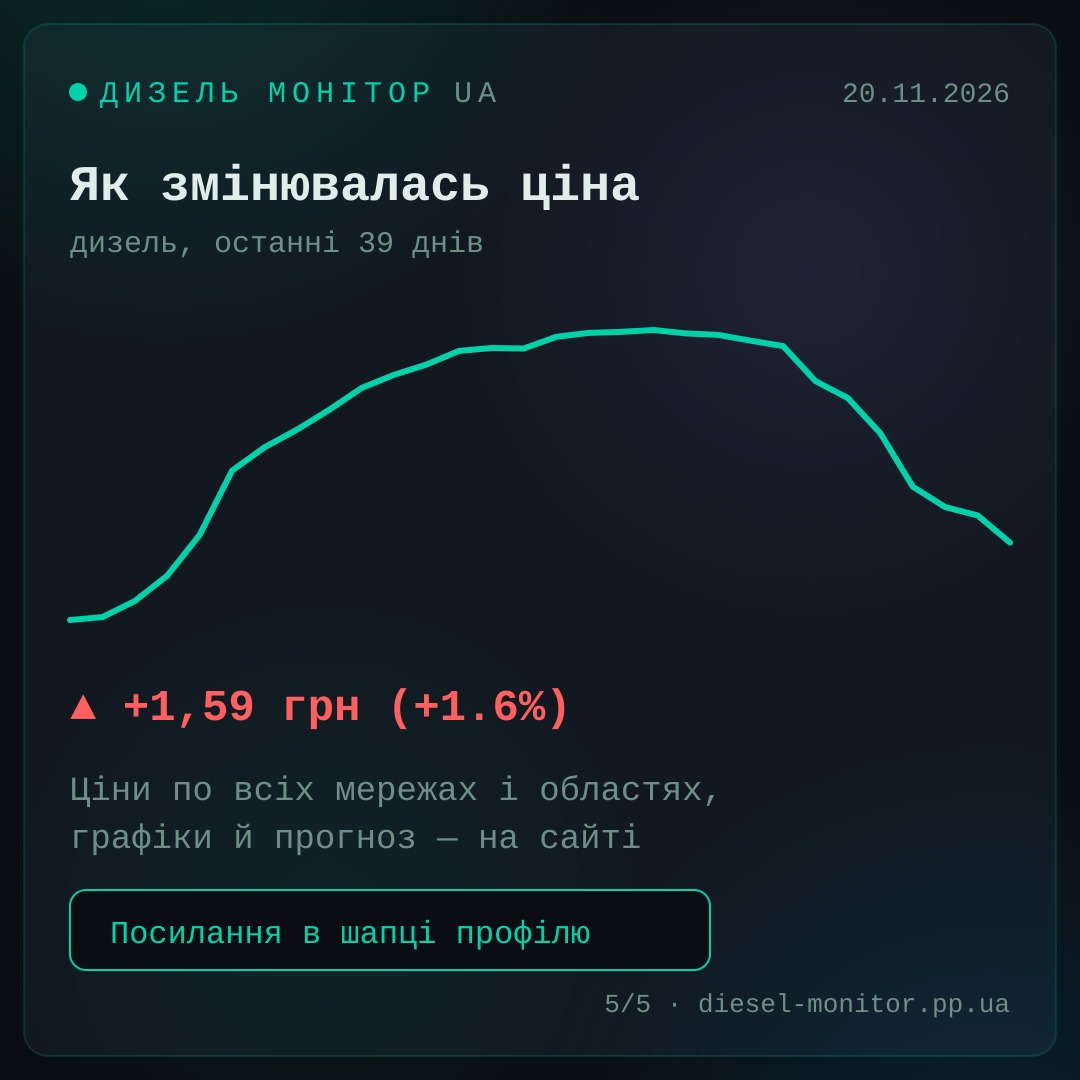 ДИЗЕЛЬ МОНІТОР UA
20.11.2026
Як змінювалась ціна
дизель, останні 39 днів
▲ +1,59 грн (+1.6%)
Ціни по всіх мережах і областях,
графіки й прогноз — на сайті
Посилання в шапці профілю
5/5 · diesel-monitor.pp.ua